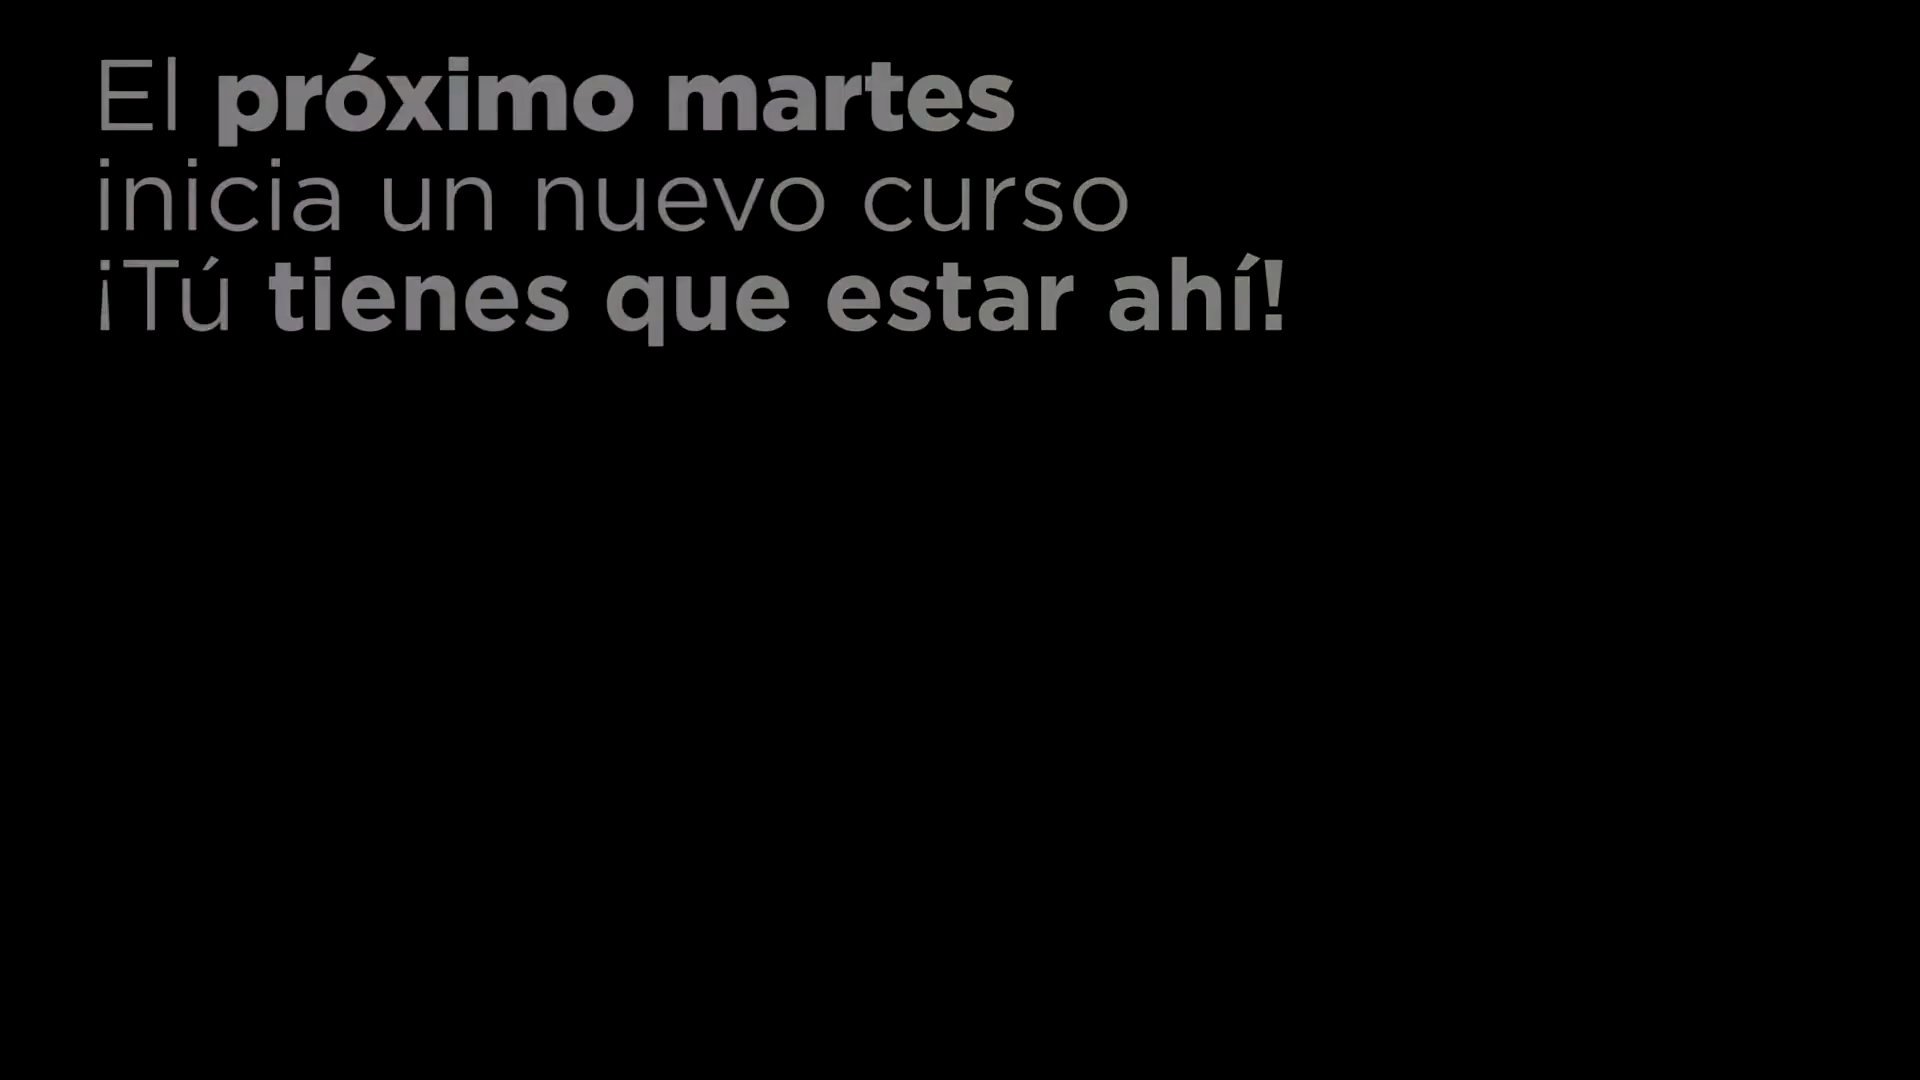 El próximo martes
inicia un nuevo curso
¡Tú tienes que estar ahí!